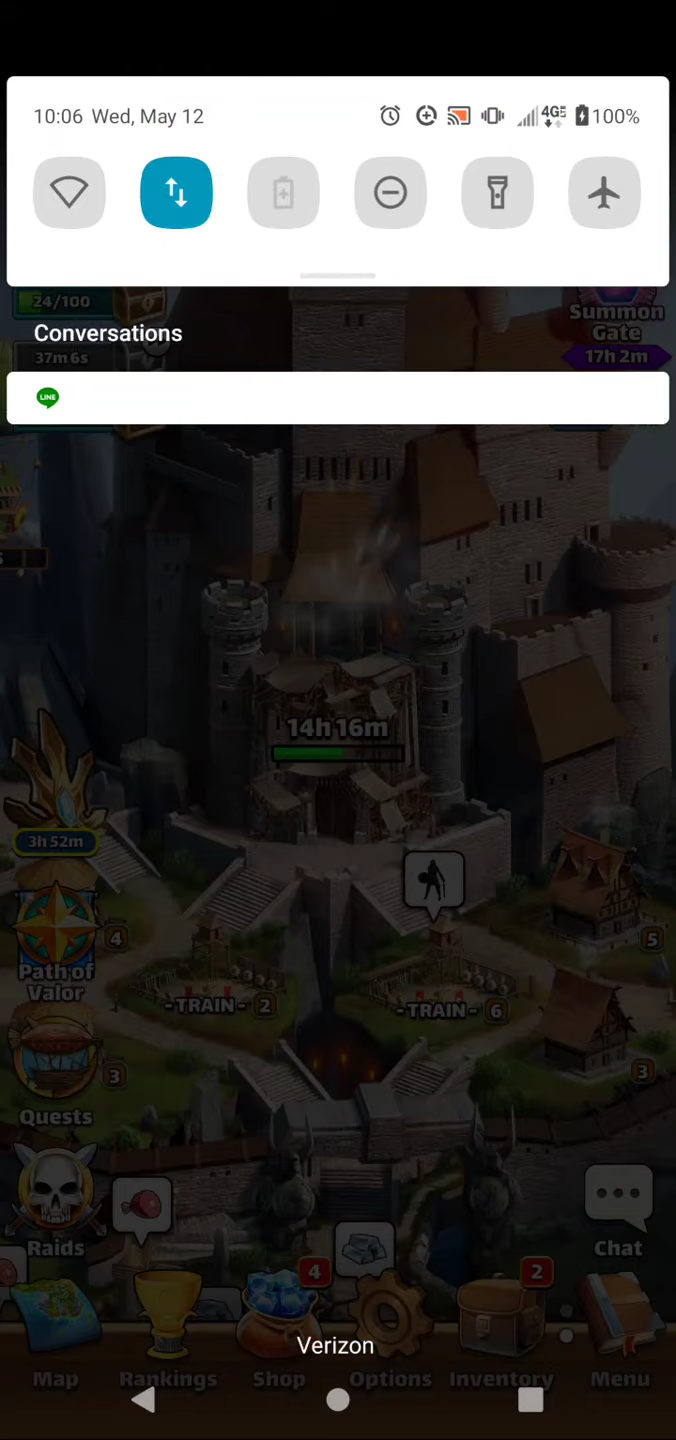 10:06 Wed, May 12
4GE
100%
24/100
Summon
Gate
Conversations
37m 6s
17h 2m
LINE
14h 16m
3h 52m
4
5
Path of
Valor
-TRAIN- 2
-TRAIN- 6
3
3
Quests
Raids
Chat
4
2
Verizon
Map
Rankings
Shop
Options
Inventory
Menu